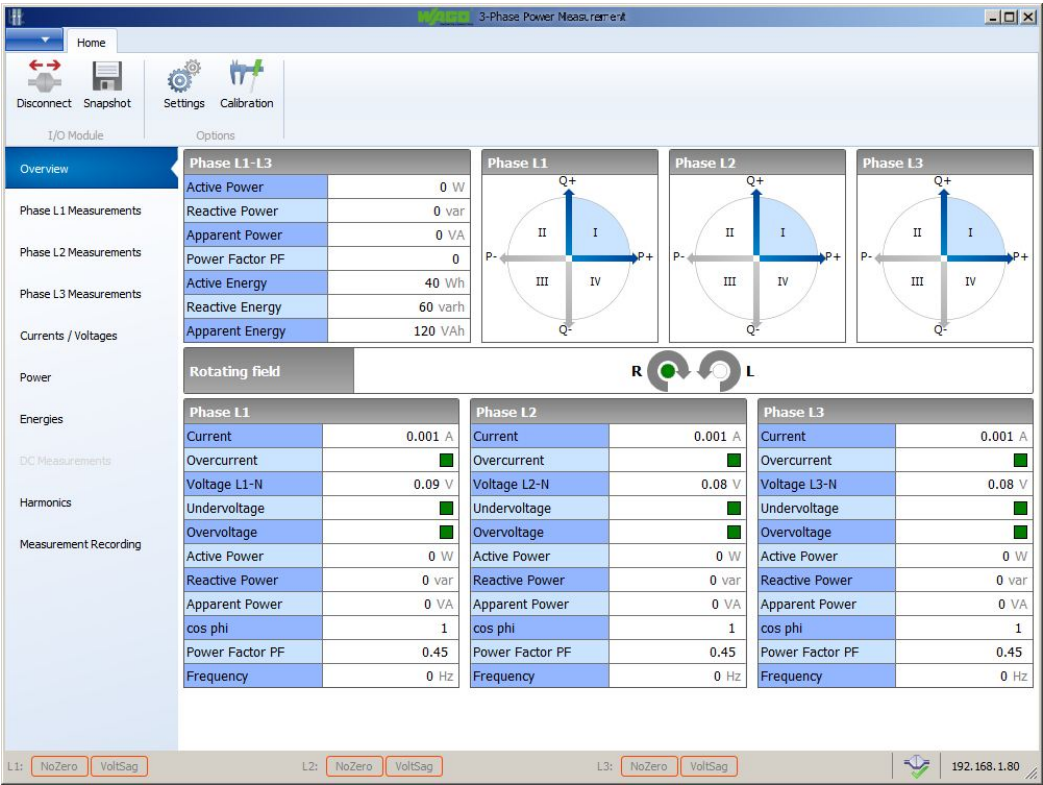 WAGO 3-Phase Power Measurement
Home
Disconnect Snapshot Settings Calibration
I/O Module Options
Overview
Phase L1 Measurements
Phase L2 Measurements
Phase L3 Measurements
Currents / Voltages
Power
Energies
DC Measurements
Harmonics
Measurement Recording
Phase L1-L3
Active Power 0 W
Reactive Power 0 var
Apparent Power 0 VA
Power Factor PF 0
Active Energy 40 Wh
Reactive Energy 60 varh
Apparent Energy 120 VAh
Phase L1
Q+
II I
P- P+
III IV
Q-
Phase L2
Q+
II I
P- P+
III IV
Q-
Phase L3
Q+
II I
P- P+
III IV
Q-
Rotating field R L
Phase L1
Current 0.001 A
Overcurrent
Voltage L1-N 0.09 V
Undervoltage
Overvoltage
Active Power 0 W
Reactive Power 0 var
Apparent Power 0 VA
cos phi 1
Power Factor PF 0.45
Frequency 0 Hz
Phase L2
Current 0.001 A
Overcurrent
Voltage L2-N 0.08 V
Undervoltage
Overvoltage
Active Power 0 W
Reactive Power 0 var
Apparent Power 0 VA
cos phi 1
Power Factor PF 0.45
Frequency 0 Hz
Phase L3
Current 0.001 A
Overcurrent
Voltage L3-N 0.08 V
Undervoltage
Overvoltage
Active Power 0 W
Reactive Power 0 var
Apparent Power 0 VA
cos phi 1
Power Factor PF 0.45
Frequency 0 Hz
L1: NoZero VoltSag L2: NoZero VoltSag L3: NoZero VoltSag 192.168.1.80